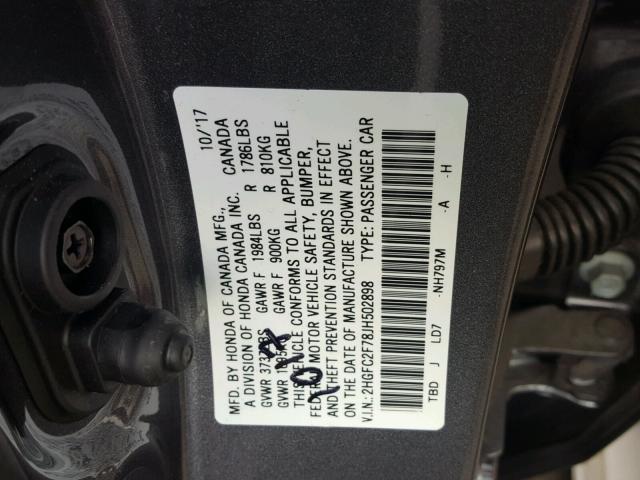 10/17
MFD. BY HONDA OF CANADA MFG.,
A DIVISION OF HONDA CANADA INC. CANADA
GVWR GAWR F 1984LBS R 1786LBS
GVWR GAWR F 900KG R 810KG
THIS VEHICLE CONFORMS TO ALL APPLICABLE
FEDERAL MOTOR VEHICLE SAFETY, BUMPER,
AND THEFT PREVENTION STANDARDS IN EFFECT
ON THE DATE OF MANUFACTURE SHOWN ABOVE.
V.I.N.: 2HGFC2F78JH502898 TYPE: PASSENGER CAR
TBD J LD7 -NH797M -A -H